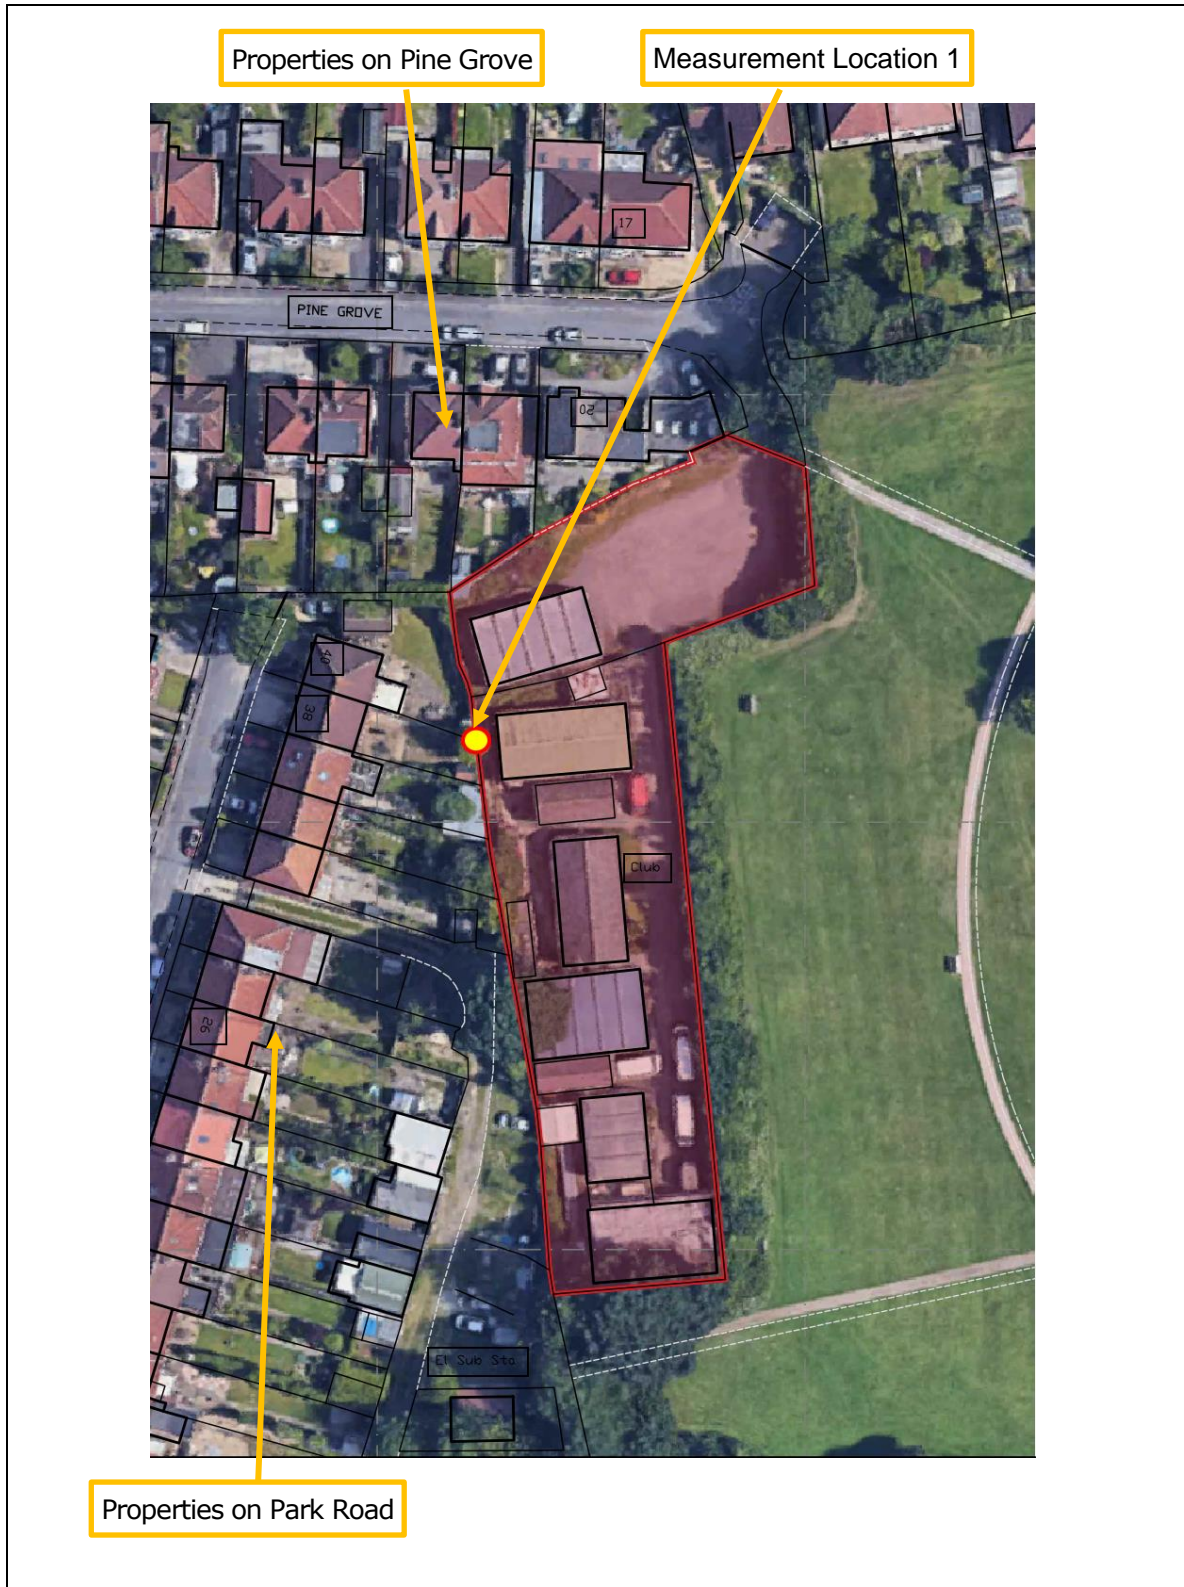 Properties on Pine Grove
Measurement Location 1
17
PINE GROVE
20
40
38
Club
26
El Sub Sta
Properties on Park Road